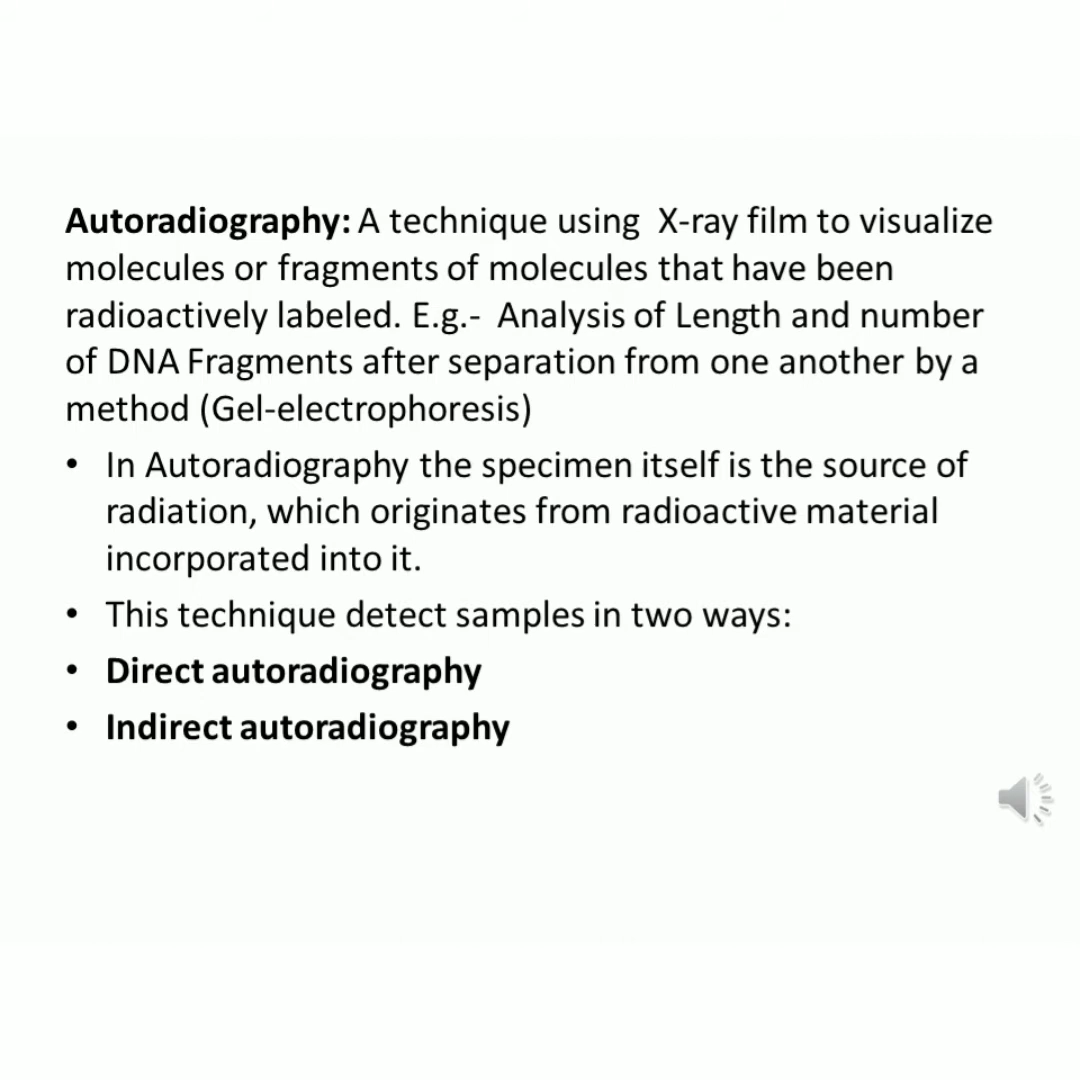 Autoradiography: A technique using X-ray film to visualize
molecules or fragments of molecules that have been
radioactively labeled. E.g.- Analysis of Length and number
of DNA Fragments after separation from one another by a
method (Gel-electrophoresis)
• In Autoradiography the specimen itself is the source of
radiation, which originates from radioactive material
incorporated into it.
• This technique detect samples in two ways:
• Direct autoradiography
• Indirect autoradiography